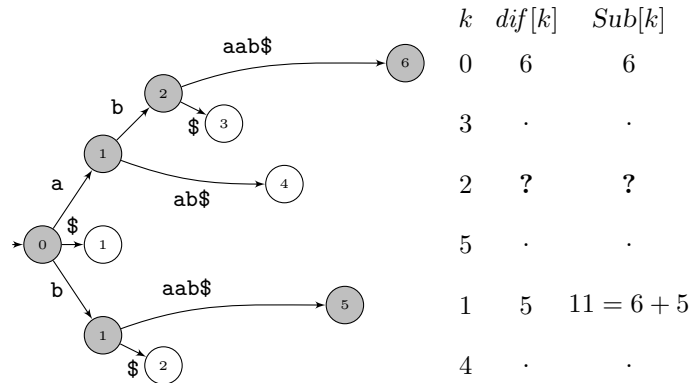 k dif[k] Sub[k]
aab$
6
0 6 6
2
b
$
3
3 · ·
1
a
ab$
4
2 ? ?
$
0
1
5 · ·
b
aab$
5
1 5 11 = 6 + 5
1
$
2
4 · ·